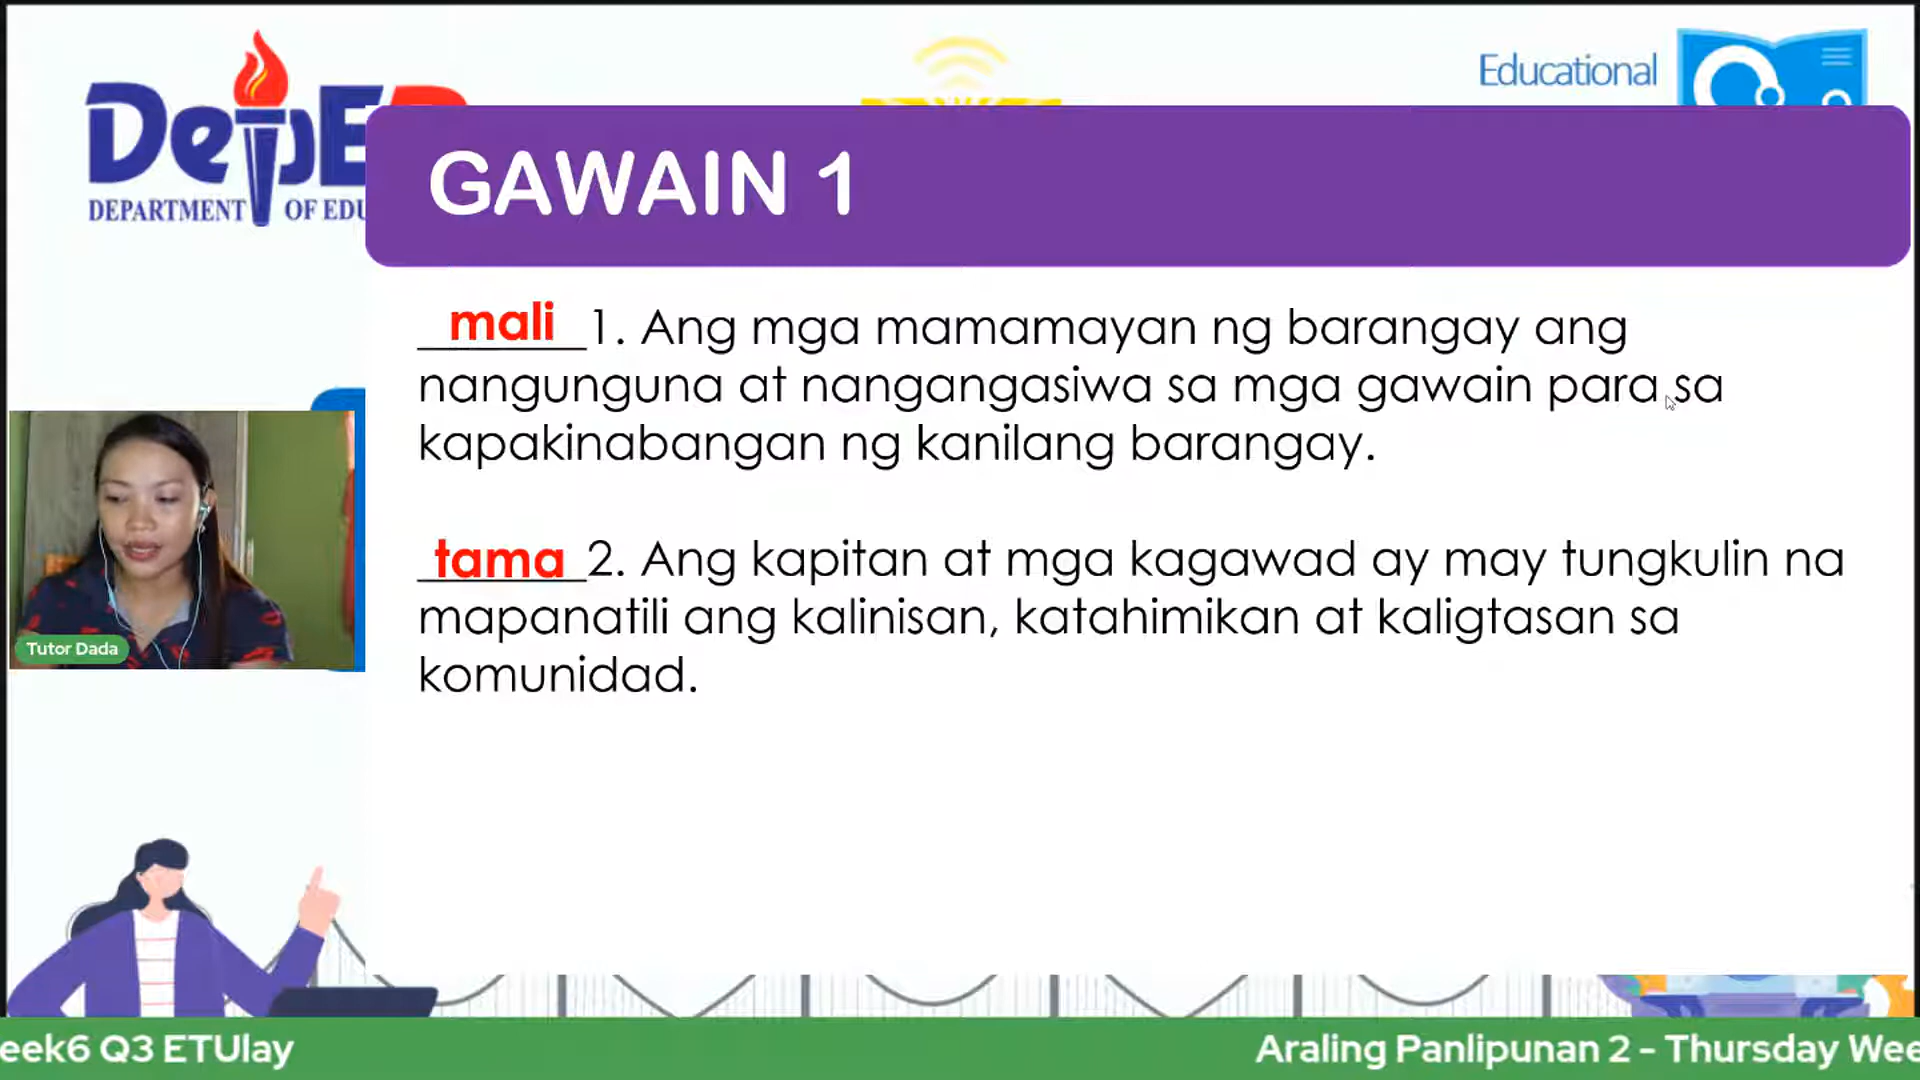 DepE
DEPARTMENT OF EDU
Educational
GAWAIN 1
mali 1. Ang mga mamamayan ng barangay ang
nangunguna at nangangasiwa sa mga gawain para sa
kapakinabangan ng kanilang barangay.
tama 2. Ang kapitan at mga kagawad ay may tungkulin na
mapanatili ang kalinisan, katahimikan at kaligtasan sa
komunidad.
Tutor Dada
eek6 Q3 ETUlay
Araling Panlipunan 2 - Thursday Wee